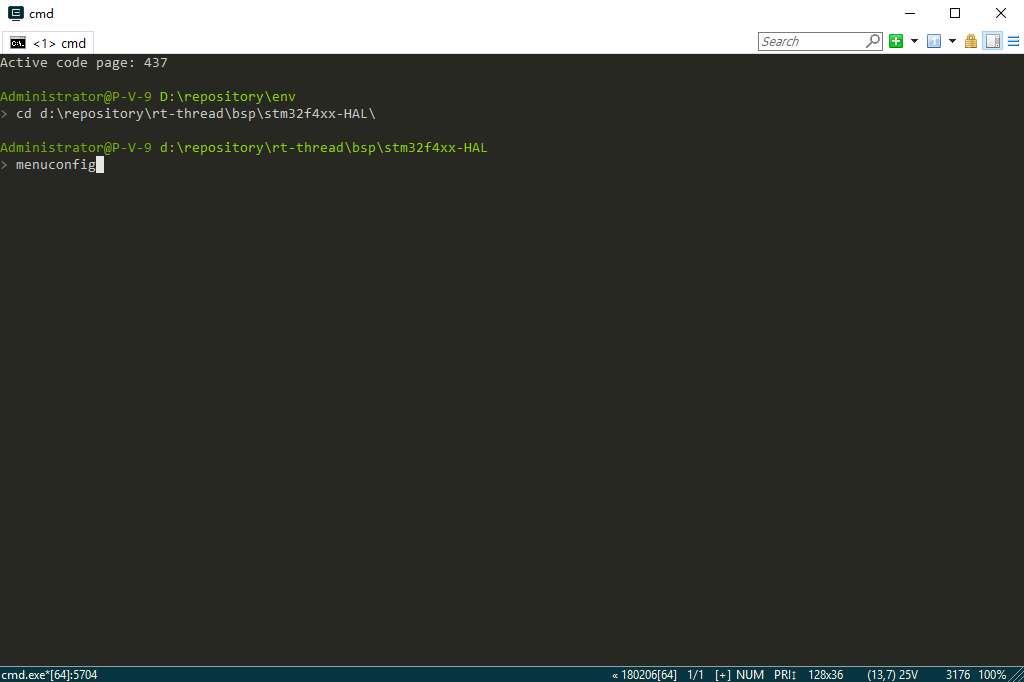 cmd
<1> cmd
Search
Active code page: 437
Administrator@P-V-9 D:\repository\env
> cd d:\repository\rt-thread\bsp\stm32f4xx-HAL\
Administrator@P-V-9 d:\repository\rt-thread\bsp\stm32f4xx-HAL
> menuconfig
cmd.exe*[64]:5704 « 180206[64] 1/1 [+] NUM PRI↕ 128x36 (13,7) 25V 3176 100%